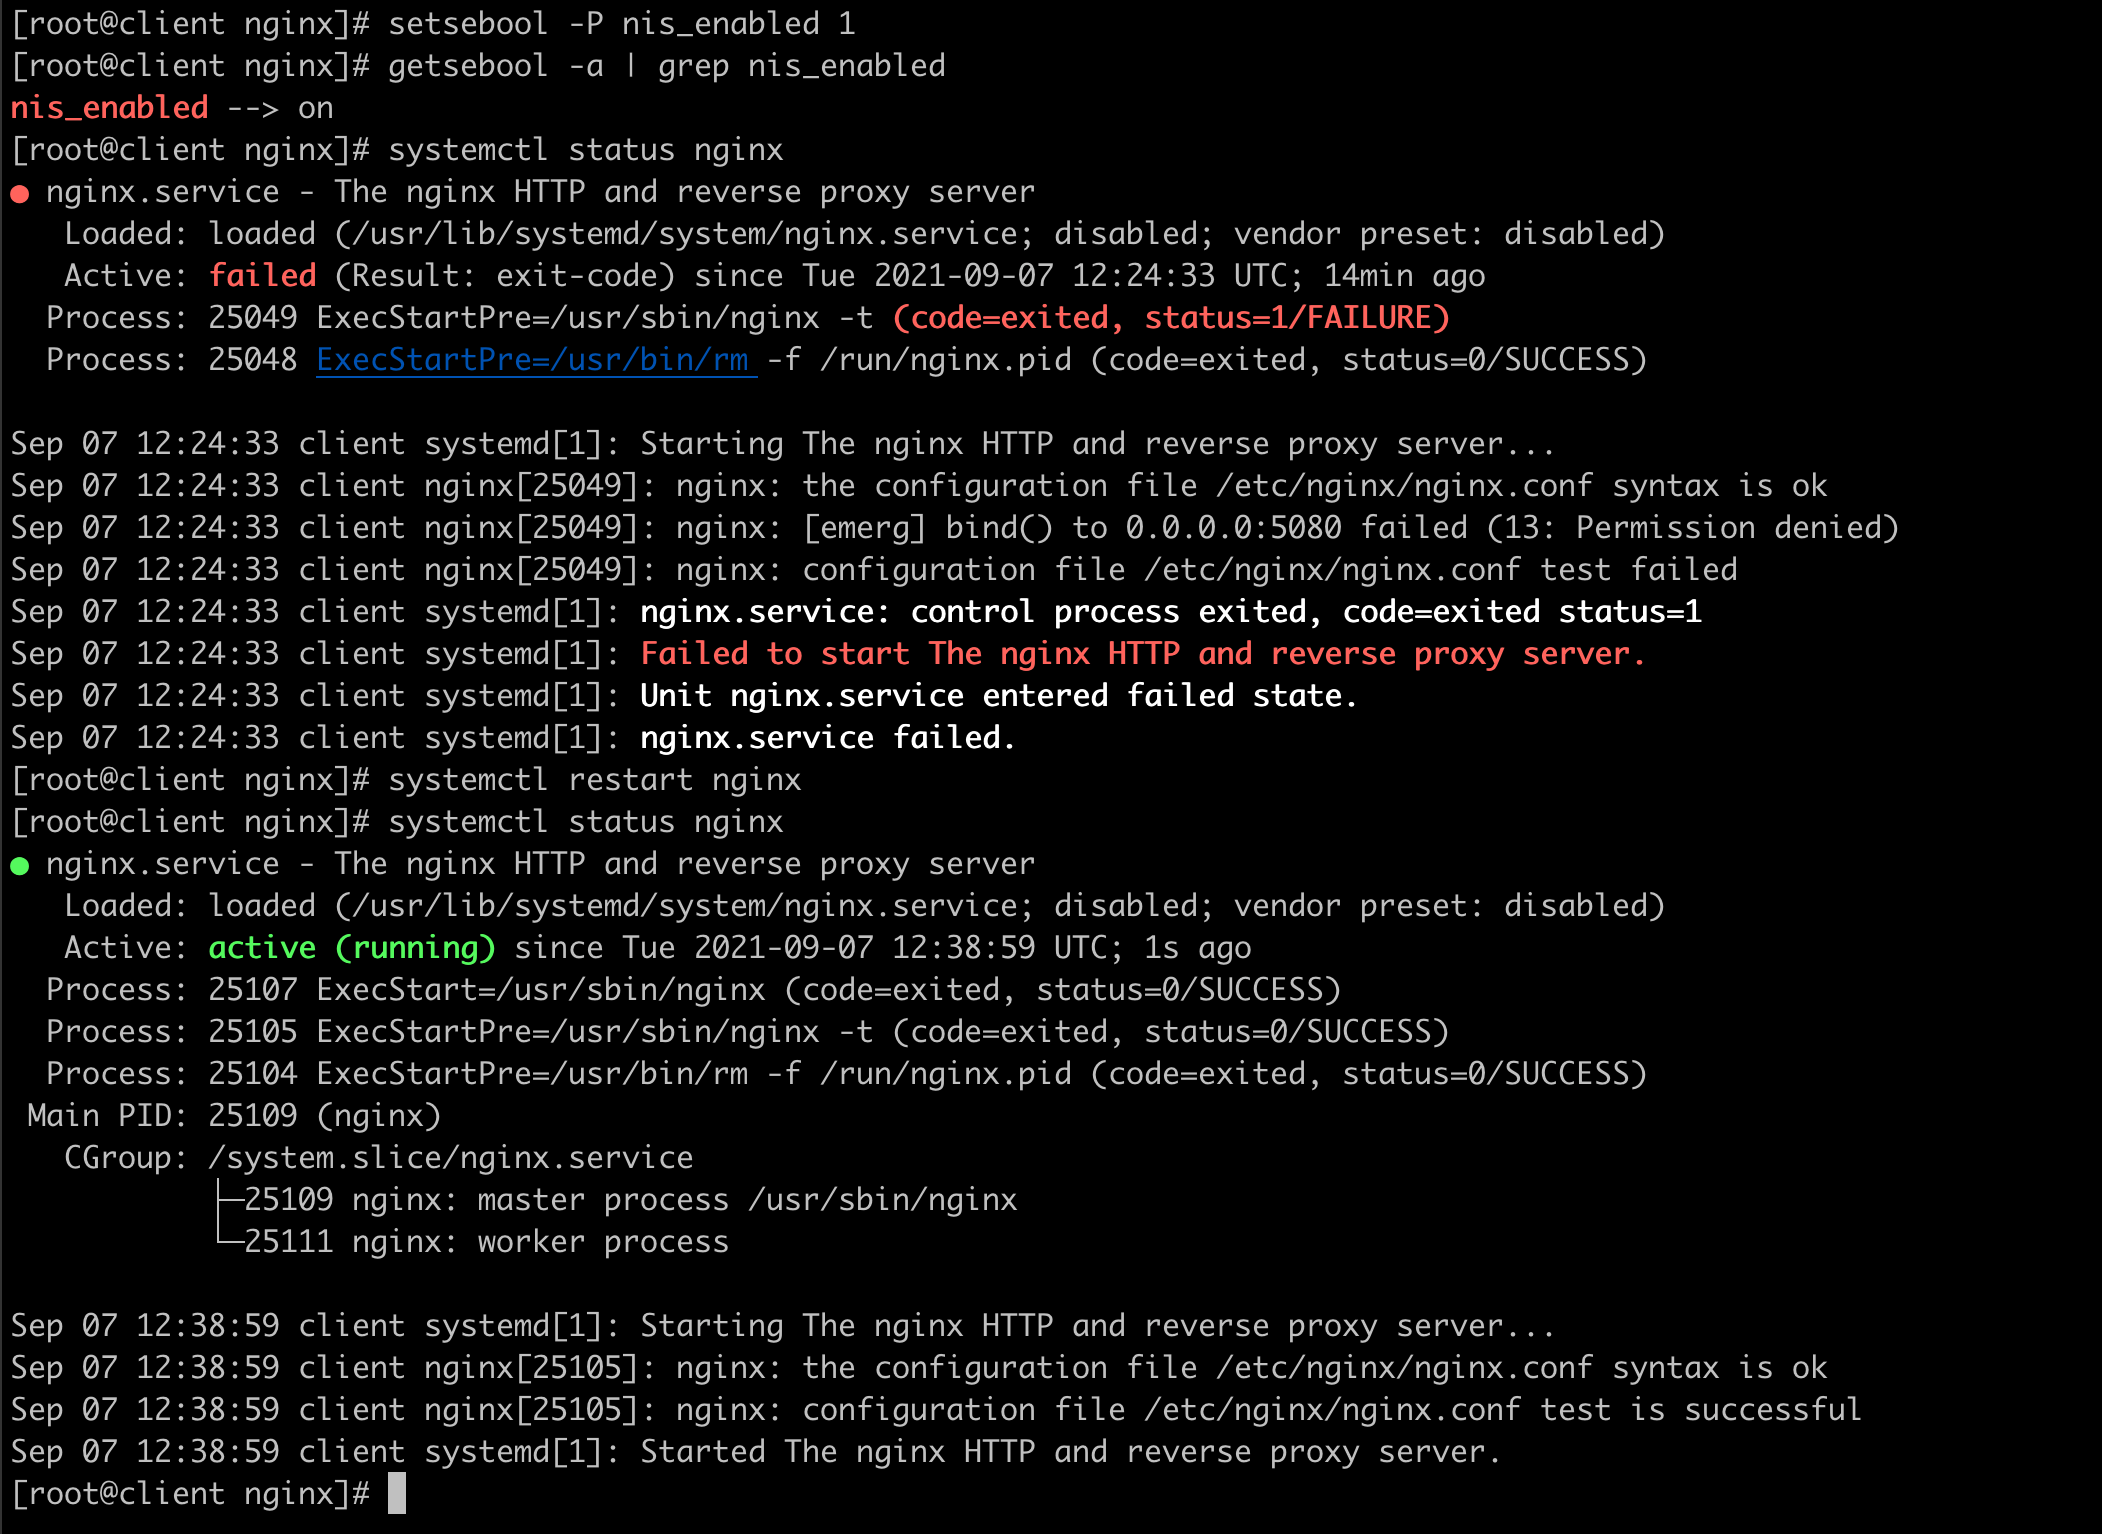 [root@client nginx]# setsebool -P nis_enabled 1
[root@client nginx]# getsebool -a | grep nis_enabled
nis_enabled --> on
[root@client nginx]# systemctl status nginx
● nginx.service - The nginx HTTP and reverse proxy server
   Loaded: loaded (/usr/lib/systemd/system/nginx.service; disabled; vendor preset: disabled)
   Active: failed (Result: exit-code) since Tue 2021-09-07 12:24:33 UTC; 14min ago
  Process: 25049 ExecStartPre=/usr/sbin/nginx -t (code=exited, status=1/FAILURE)
  Process: 25048 ExecStartPre=/usr/bin/rm -f /run/nginx.pid (code=exited, status=0/SUCCESS)

Sep 07 12:24:33 client systemd[1]: Starting The nginx HTTP and reverse proxy server...
Sep 07 12:24:33 client nginx[25049]: nginx: the configuration file /etc/nginx/nginx.conf syntax is ok
Sep 07 12:24:33 client nginx[25049]: nginx: [emerg] bind() to 0.0.0.0:5080 failed (13: Permission denied)
Sep 07 12:24:33 client nginx[25049]: nginx: configuration file /etc/nginx/nginx.conf test failed
Sep 07 12:24:33 client systemd[1]: nginx.service: control process exited, code=exited status=1
Sep 07 12:24:33 client systemd[1]: Failed to start The nginx HTTP and reverse proxy server.
Sep 07 12:24:33 client systemd[1]: Unit nginx.service entered failed state.
Sep 07 12:24:33 client systemd[1]: nginx.service failed.
[root@client nginx]# systemctl restart nginx
[root@client nginx]# systemctl status nginx
● nginx.service - The nginx HTTP and reverse proxy server
   Loaded: loaded (/usr/lib/systemd/system/nginx.service; disabled; vendor preset: disabled)
   Active: active (running) since Tue 2021-09-07 12:38:59 UTC; 1s ago
  Process: 25107 ExecStart=/usr/sbin/nginx (code=exited, status=0/SUCCESS)
  Process: 25105 ExecStartPre=/usr/sbin/nginx -t (code=exited, status=0/SUCCESS)
  Process: 25104 ExecStartPre=/usr/bin/rm -f /run/nginx.pid (code=exited, status=0/SUCCESS)
 Main PID: 25109 (nginx)
   CGroup: /system.slice/nginx.service
           ├─25109 nginx: master process /usr/sbin/nginx
           └─25111 nginx: worker process

Sep 07 12:38:59 client systemd[1]: Starting The nginx HTTP and reverse proxy server...
Sep 07 12:38:59 client nginx[25105]: nginx: the configuration file /etc/nginx/nginx.conf syntax is ok
Sep 07 12:38:59 client nginx[25105]: nginx: configuration file /etc/nginx/nginx.conf test is successful
Sep 07 12:38:59 client systemd[1]: Started The nginx HTTP and reverse proxy server.
[root@client nginx]#